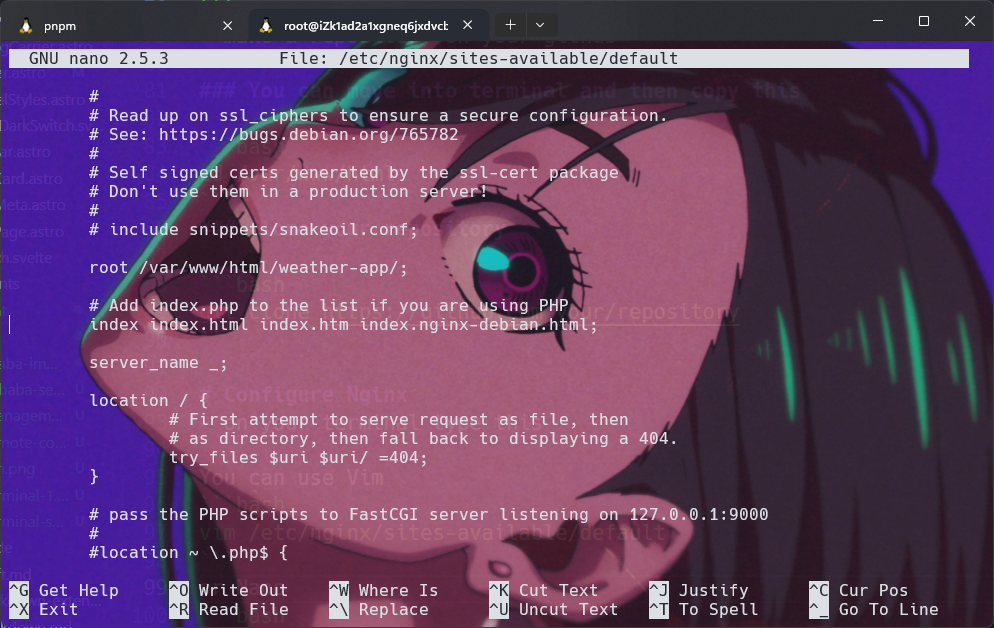 pnpm
root@iZk1ad2a1xgneq6jxdvct
GNU nano 2.5.3 File: /etc/nginx/sites-available/default
#
# Read up on ssl_ciphers to ensure a secure configuration.
# See: https://bugs.debian.org/765782
#
# Self signed certs generated by the ssl-cert package
# Don't use them in a production server!
#
# include snippets/snakeoil.conf;
root /var/www/html/weather-app/;
# Add index.php to the list if you are using PHP
index index.html index.htm index.nginx-debian.html;
server_name _;
location / {
# First attempt to serve request as file, then
# as directory, then fall back to displaying a 404.
try_files $uri $uri/ =404;
}
# pass the PHP scripts to FastCGI server listening on 127.0.0.1:9000
#
#location ~ \.php$ {
^G Get Help ^O Write Out ^W Where Is ^K Cut Text ^J Justify ^C Cur Pos
^X Exit ^R Read File ^\ Replace ^U Uncut Text ^T To Spell ^_ Go To Line